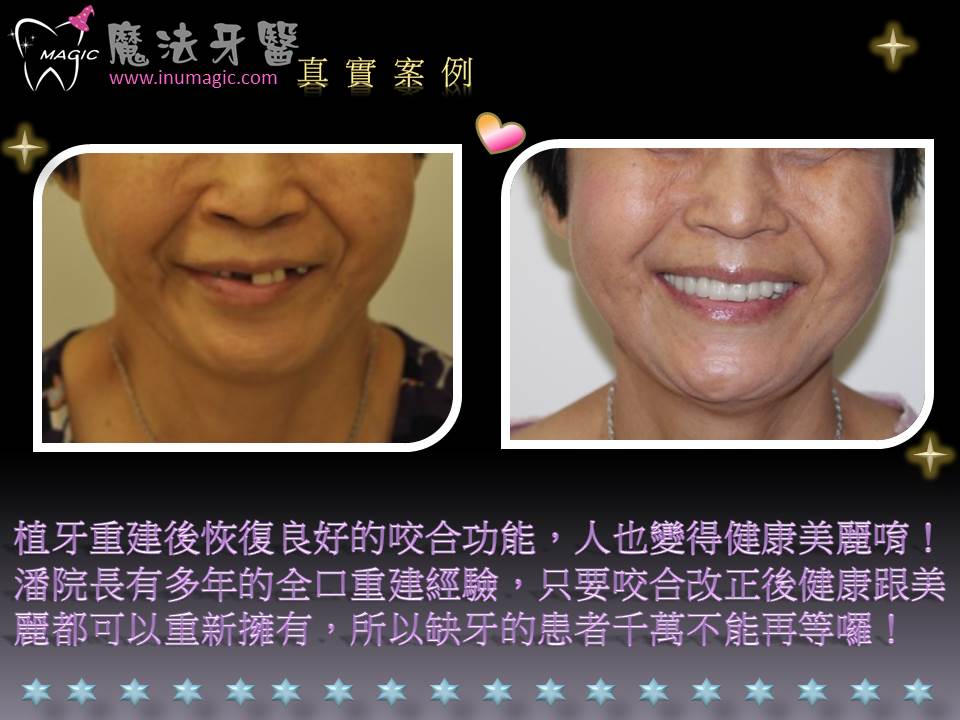 MAGIC
魔法牙醫
www.inumagic.com
真實案例
植牙重建後恢復良好的咬合功能，人也變得健康美麗唷！
潘院長有多年的全口重建經驗，只要咬合改正後健康跟美
麗都可以重新擁有，所以缺牙的患者千萬不能再等囉！